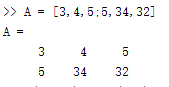 >> A = [3,4,5;5,34,32]
A =
3 4 5
5 34 32